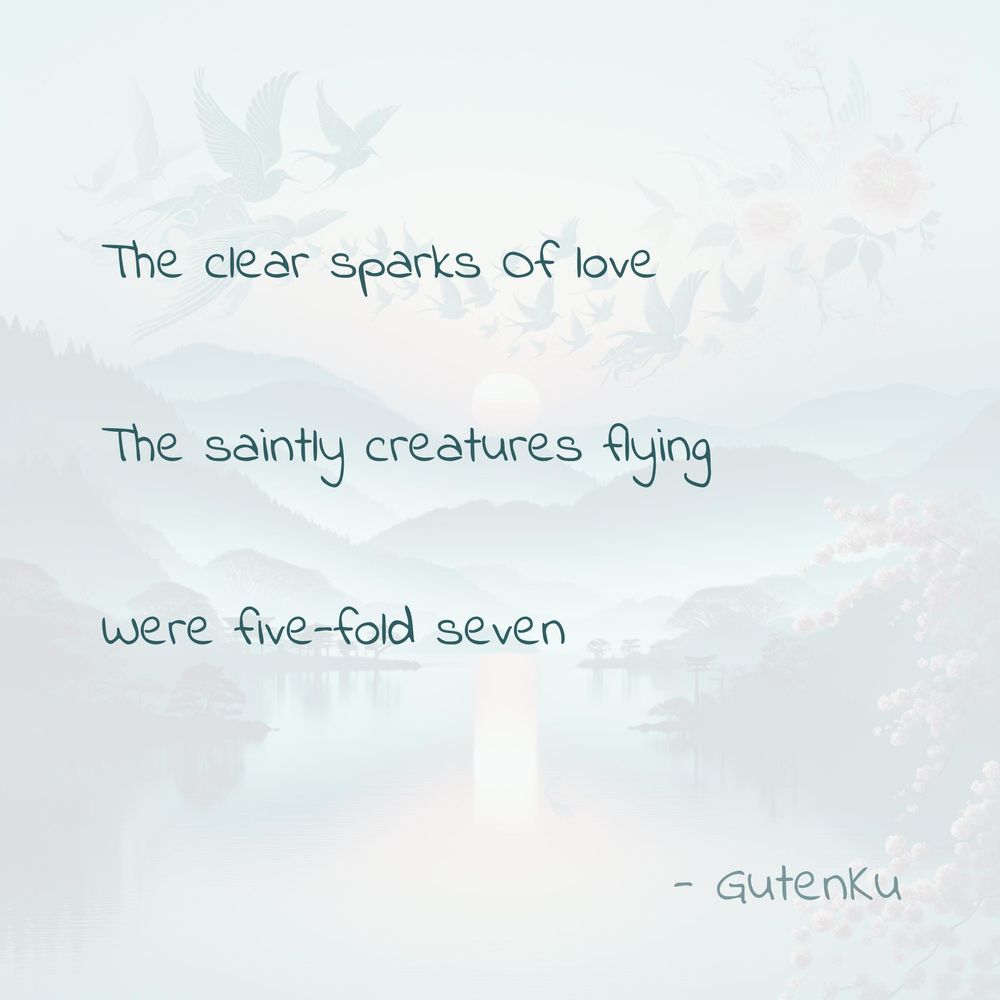 The clear sparks of love
The saintly creatures flying
were five-fold seven
- GutenKu